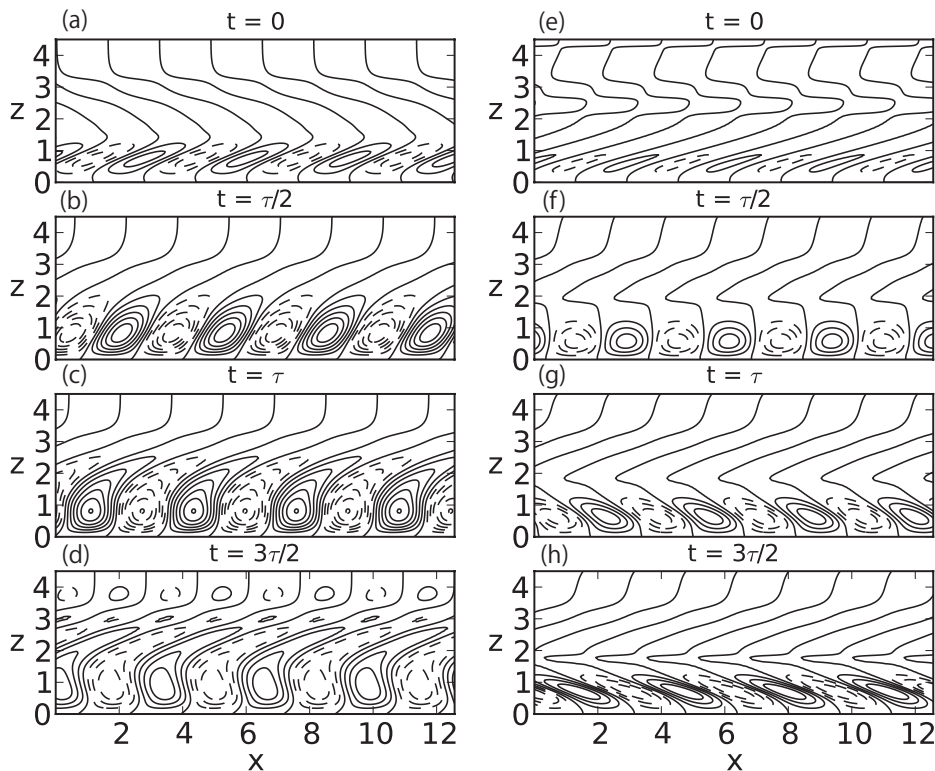 (a) t = 0
4
3
z 2
1
0
(b) t = τ/2
4
3
z 2
1
0
(c) t = τ
4
3
z 2
1
0
(d) t = 3τ/2
4
3
z 2
1
0
2 4 6 8 10 12
x
(e) t = 0
4
3
z 2
1
0
(f) t = τ/2
4
3
z 2
1
0
(g) t = τ
4
3
z 2
1
0
(h) t = 3τ/2
4
3
z 2
1
0
2 4 6 8 10 12
x